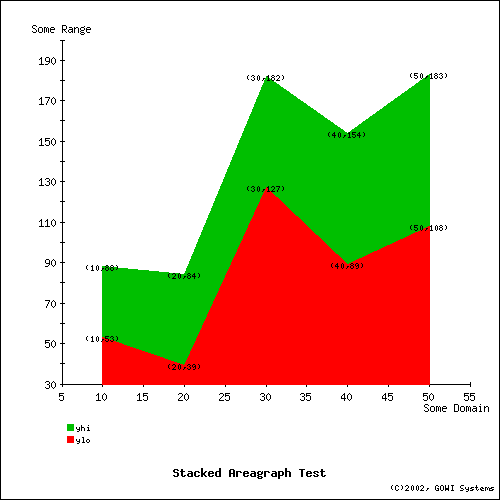 Some Range
190
170
150
130
110
90
70
50
30
(50,183)
(30,182)
(40,154)
(30,127)
(50,108)
(10,88)
(20,84)
(40,89)
(10,53)
(20,39)
5 10 15 20 25 30 35 40 45 50 55
Some Domain
yhi
ylo
Stacked Areagraph Test
(C)2002, GOWI Systems